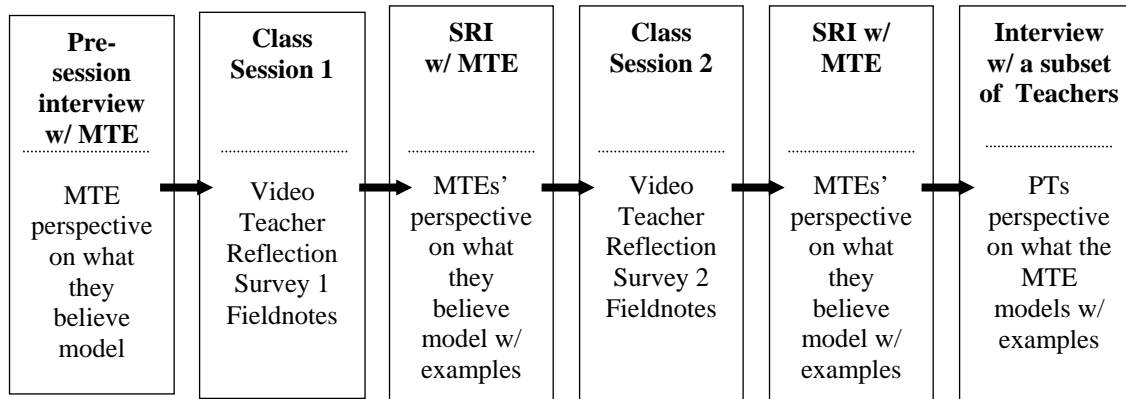 Pre-
session
interview
w/ MTE
MTE
perspective
on what
they
believe
model
Class
Session 1
Video
Teacher
Reflection
Survey 1
Fieldnotes
SRI
w/ MTE
MTEs’
perspective
on what
they
believe
model w/
examples
Class
Session 2
Video
Teacher
Reflection
Survey 2
Fieldnotes
SRI w/
MTE
MTEs’
perspective
on what
they
believe
model w/
examples
Interview
w/ a subset
of Teachers
PTs
perspective
on what the
MTE
models w/
examples